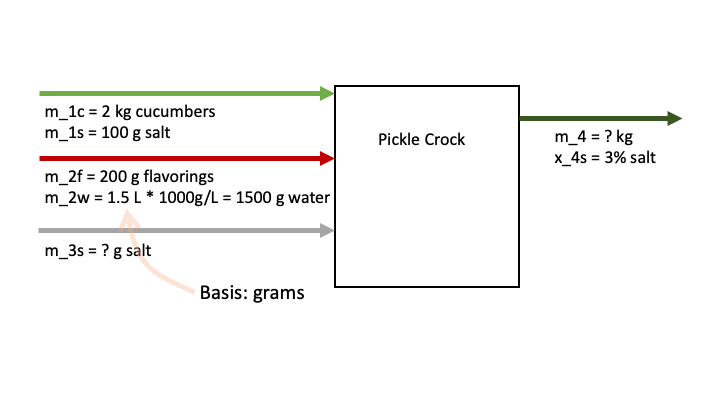 m_1c = 2 kg cucumbers
m_1s = 100 g salt
Pickle Crock
m_4 = ? kg
x_4s = 3% salt
m_2f = 200 g flavorings
m_2w = 1.5 L * 1000g/L = 1500 g water
m_3s = ? g salt
Basis: grams